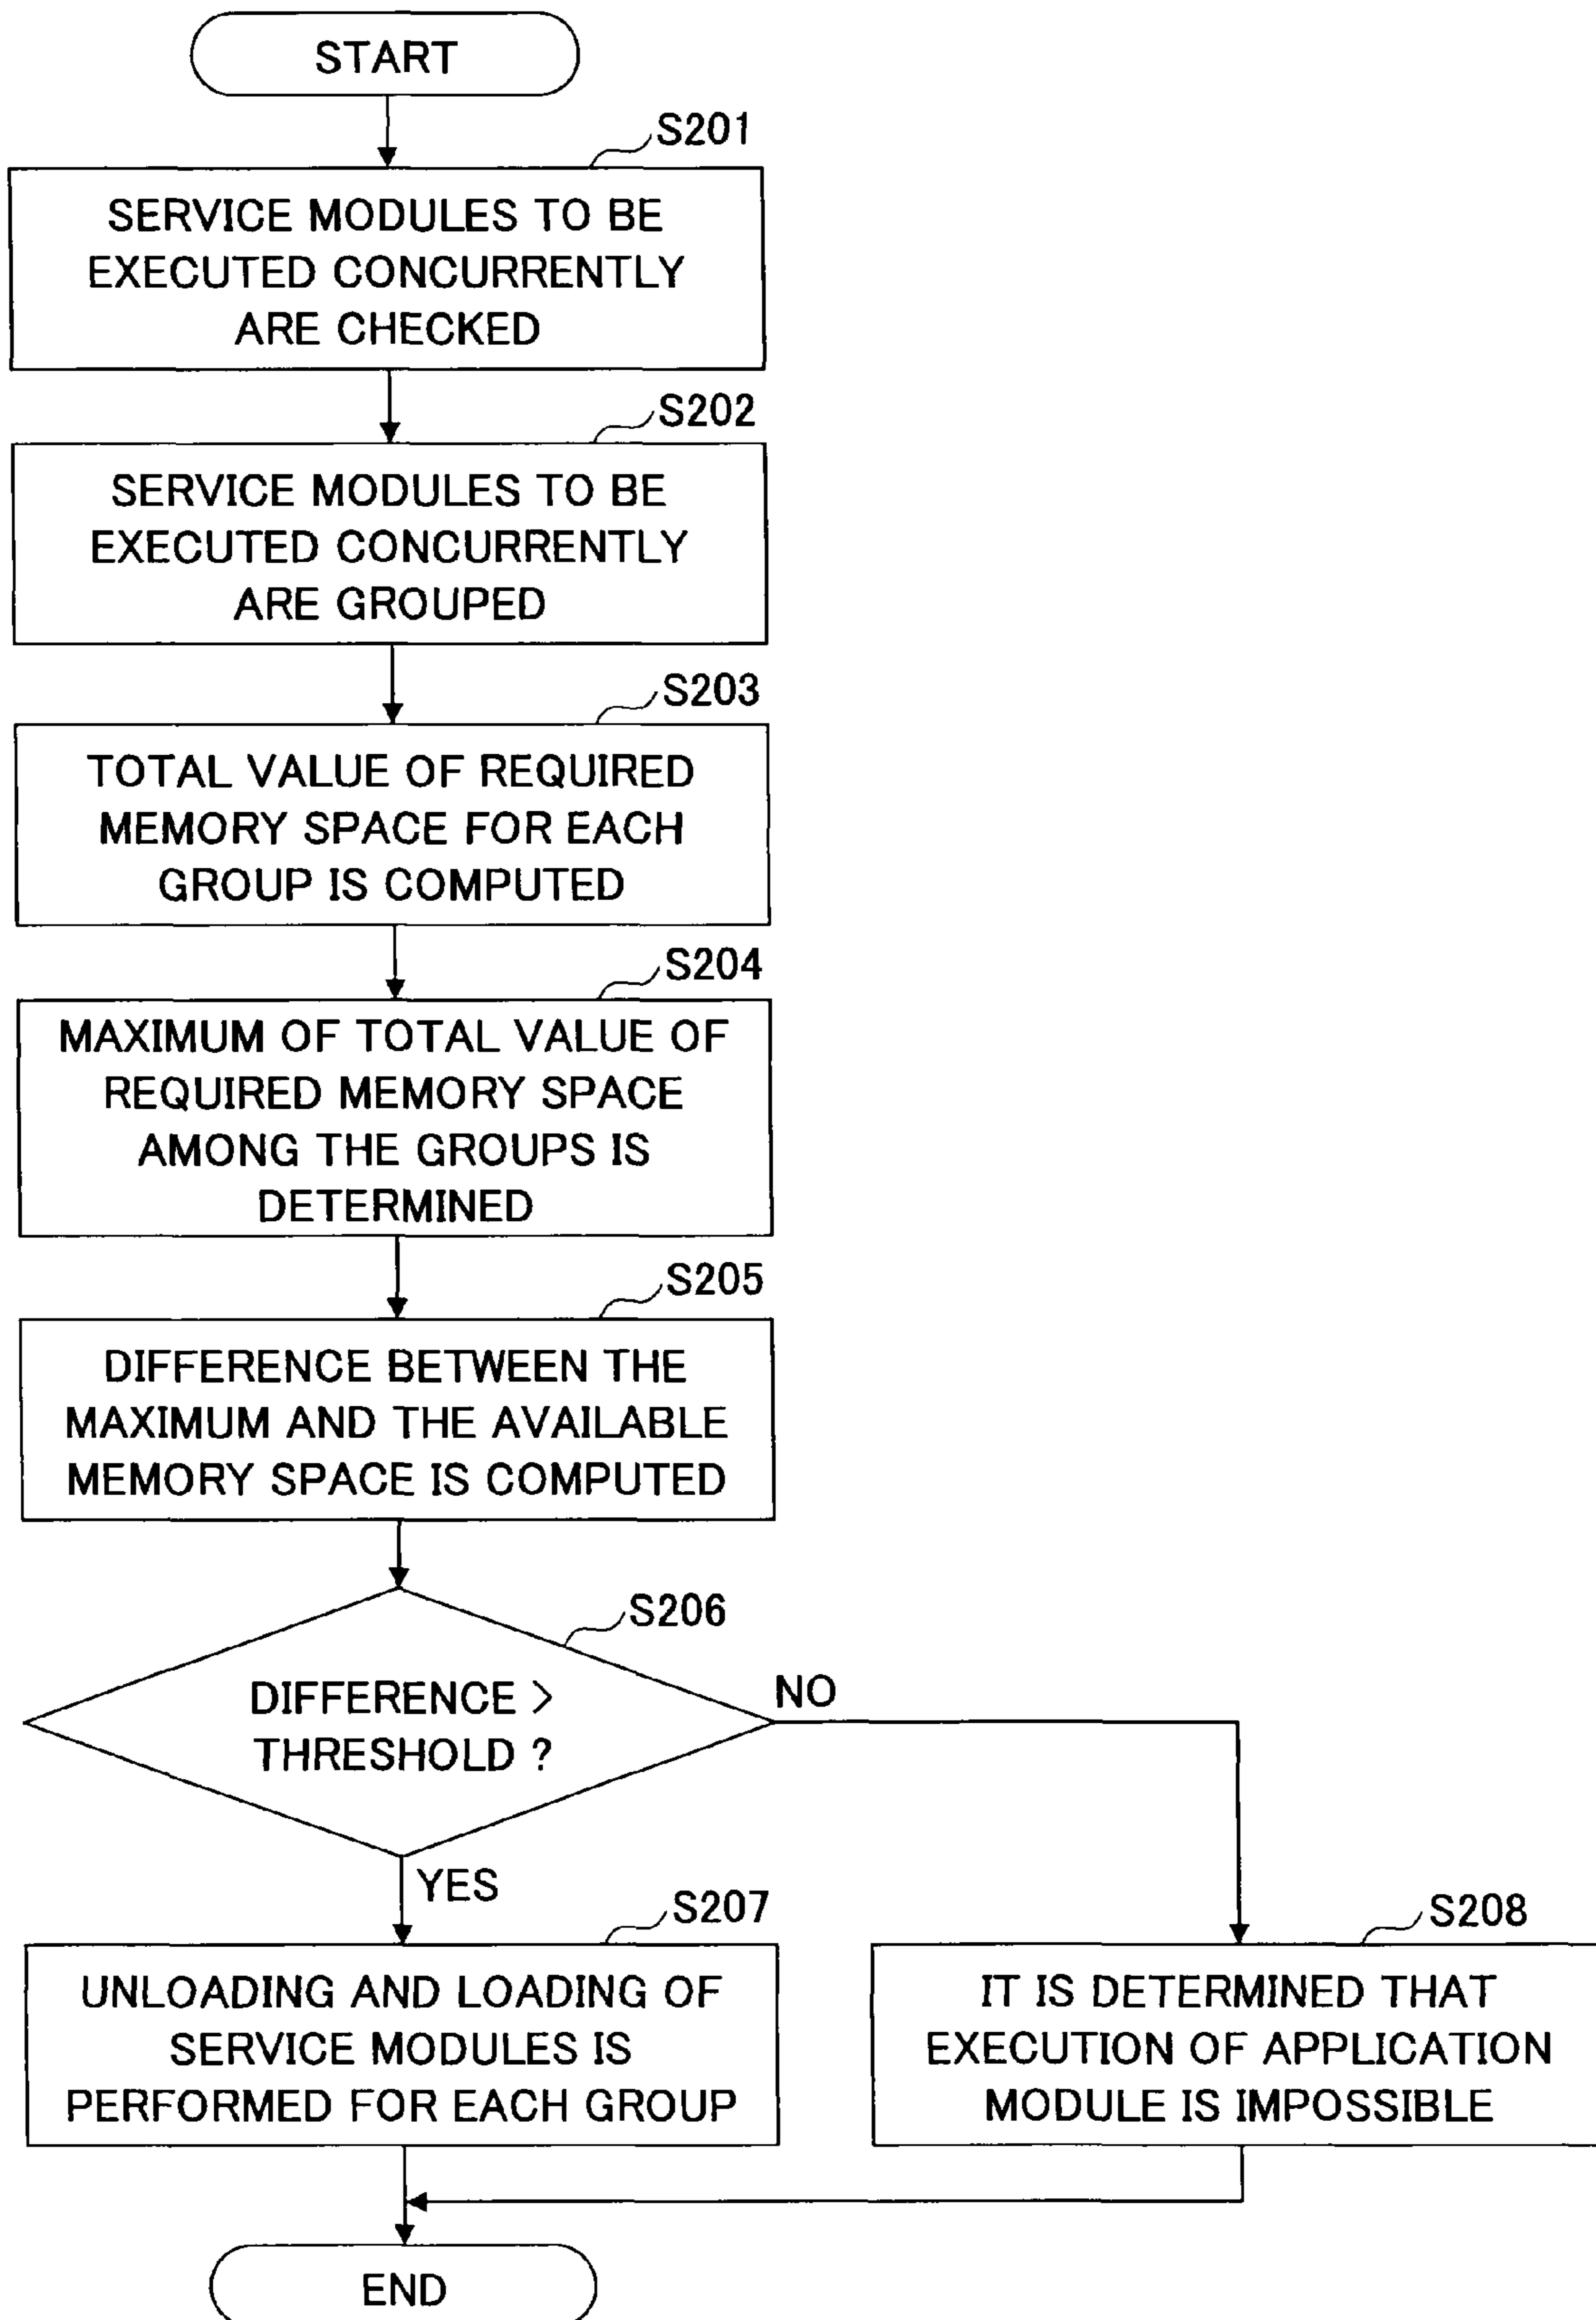 START
S201
SERVICE MODULES TO BE
EXECUTED CONCURRENTLY
ARE CHECKED
S202
SERVICE MODULES TO BE
EXECUTED CONCURRENTLY
ARE GROUPED
S203
TOTAL VALUE OF REQUIRED
MEMORY SPACE FOR EACH
GROUP IS COMPUTED
S204
MAXIMUM OF TOTAL VALUE OF
REQUIRED MEMORY SPACE
AMONG THE GROUPS IS
DETERMINED
S205
DIFFERENCE BETWEEN THE
MAXIMUM AND THE AVAILABLE
MEMORY SPACE IS COMPUTED
S206
DIFFERENCE >
THRESHOLD ?
NO
YES
S207
UNLOADING AND LOADING OF
SERVICE MODULES IS
PERFORMED FOR EACH GROUP
S208
IT IS DETERMINED THAT
EXECUTION OF APPLICATION
MODULE IS IMPOSSIBLE
END